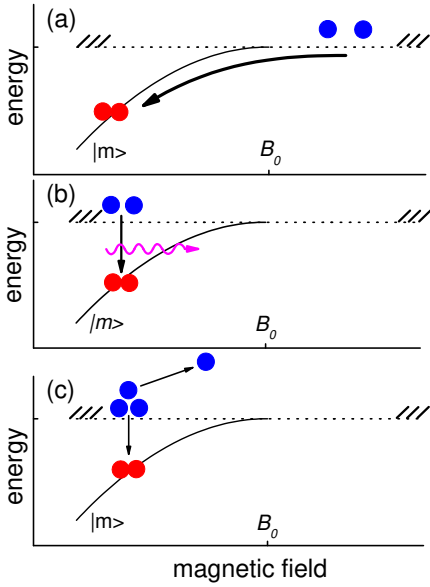 (a)
energy
|m>
B0
(b)
energy
|m>
B0
(c)
energy
|m>
B0
magnetic field